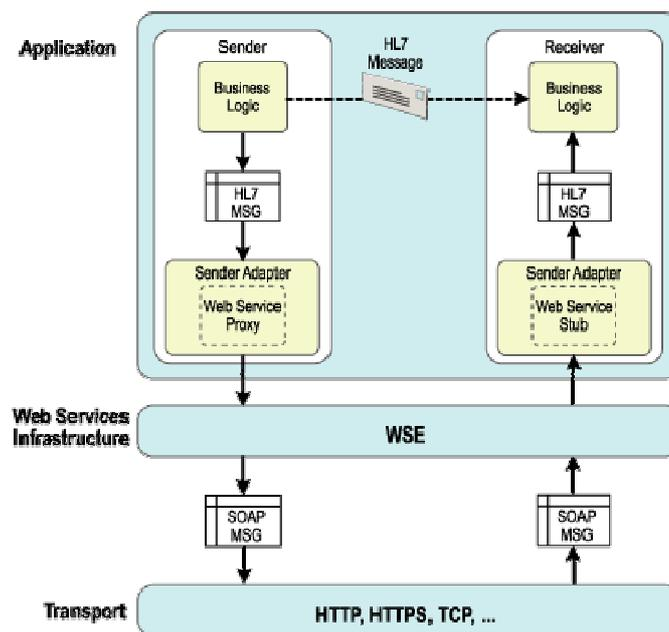 Application
Sender
HL7
Message
Receiver
Business
Logic
Business
Logic
HL7
MSG
HL7
MSG
Sender Adapter
Web Service
Proxy
Sender Adapter
Web Service
Stub
Web Services
Infrastructure
WSE
SOAP
MSG
SOAP
MSG
Transport
HTTP, HTTPS, TCP, ...